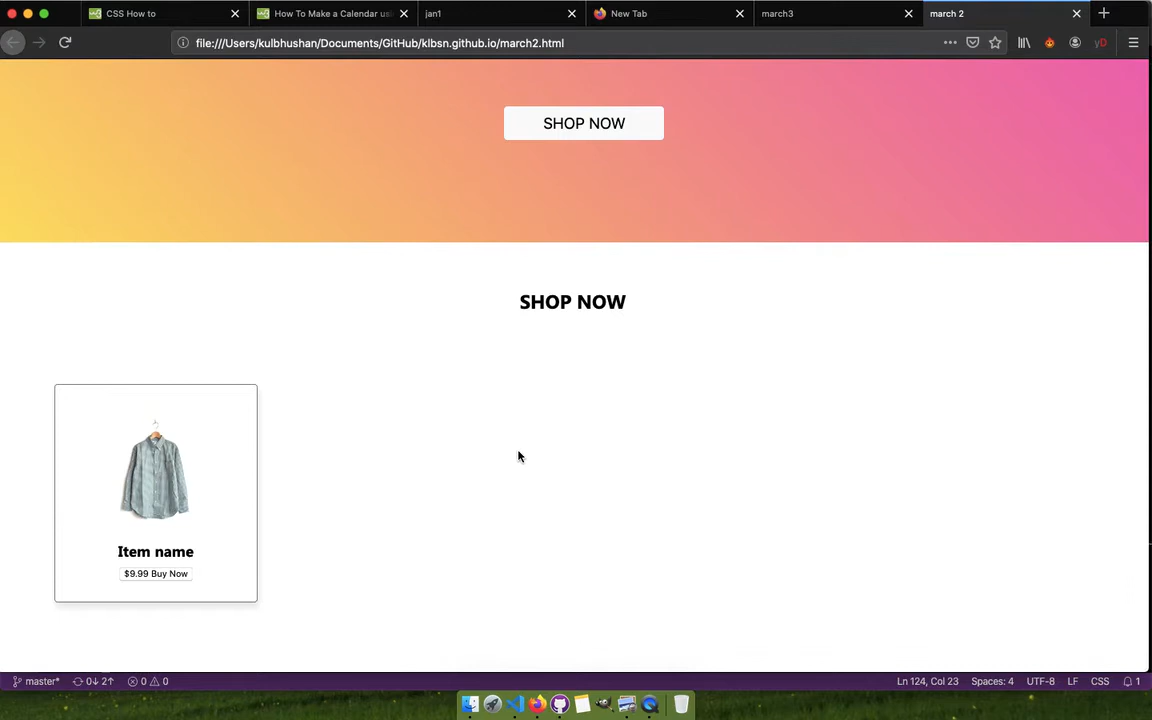 CSS How to
How To Make a Calendar usi
jan1
New Tab
march3
march 2
file:///Users/kulbhushan/Documents/GitHub/klbsn.github.io/march2.html
yD
SHOP NOW
SHOP NOW
Item name
$9.99 Buy Now
master* 0↓ 2↑ 0 0
Ln 124, Col 23 Spaces: 4 UTF-8 LF CSS 1